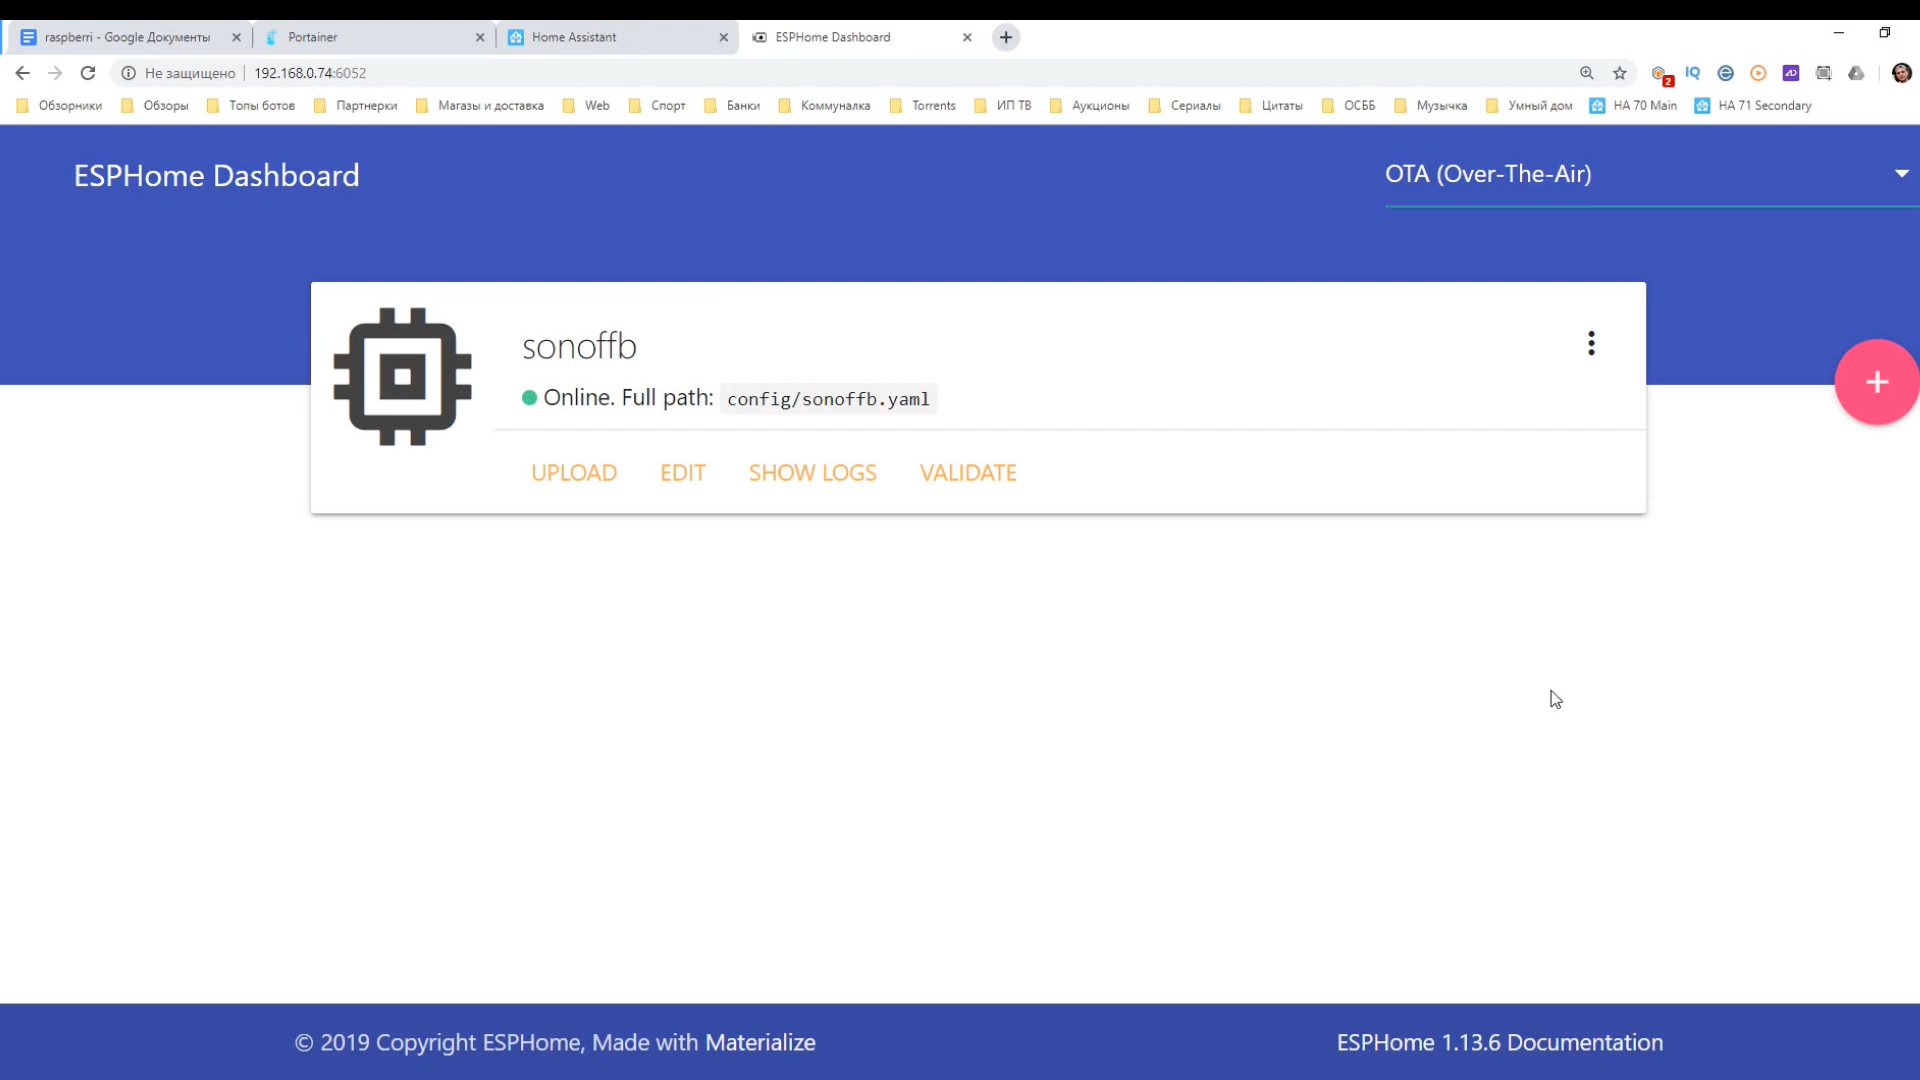 raspberri - Google Документы
Portainer
Home Assistant
ESPHome Dashboard
Не защищено
192.168.0.74:6052
2
IQ
Обзорники
Обзоры
Топы ботов
Партнерки
Магазы и доставка
Web
Спорт
Банки
Коммуналка
Torrents
ИП ТВ
Аукционы
Сериалы
Цитаты
ОСББ
Музычка
Умный дом
HA 70 Main
HA 71 Secondary
ESPHome Dashboard
OTA (Over-The-Air)
sonoffb
Online. Full path: config/sonoffb.yaml
UPLOAD
EDIT
SHOW LOGS
VALIDATE
© 2019 Copyright ESPHome, Made with Materialize
ESPHome 1.13.6 Documentation